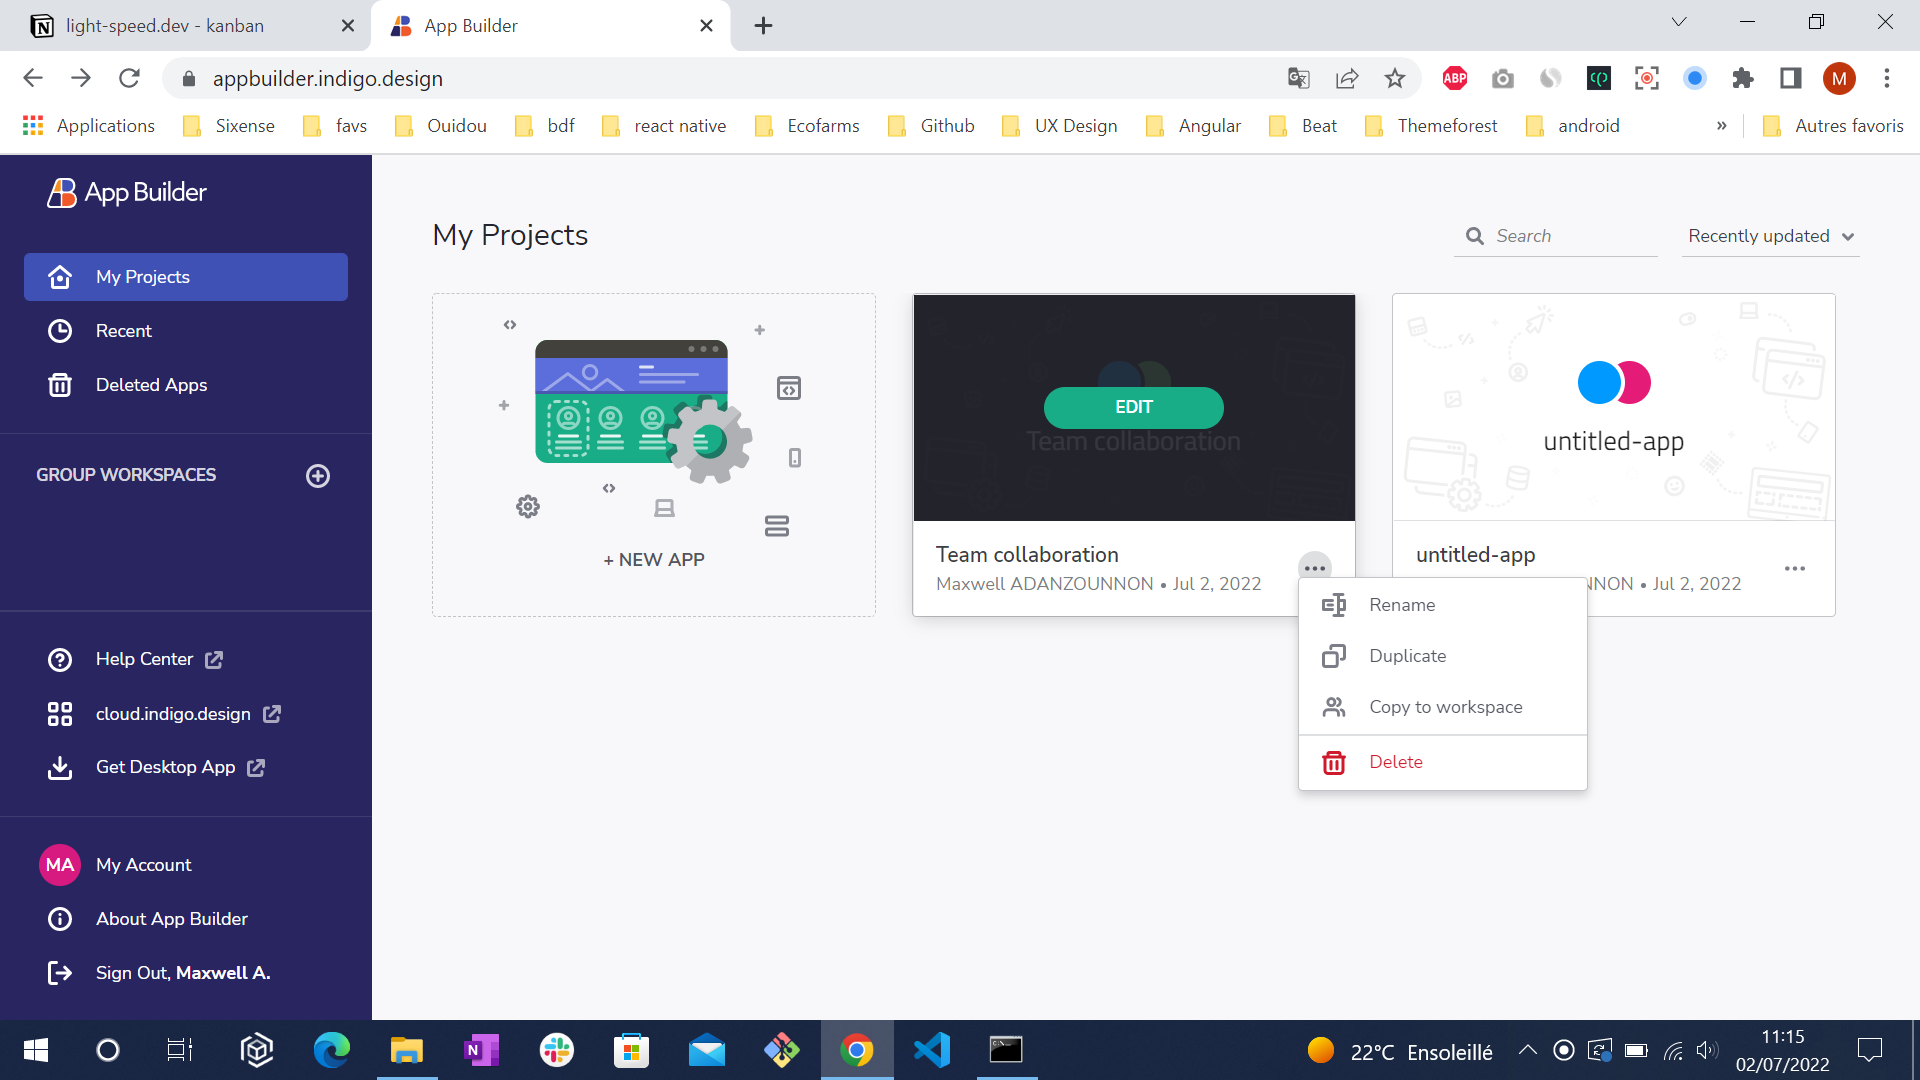 light-speed.dev - kanban
App Builder
appbuilder.indigo.design
ABP
M
Applications
Sixense
favs
Ouidou
bdf
react native
Ecofarms
Github
UX Design
Angular
Beat
Themeforest
android
»
Autres favoris
App Builder
My Projects
Recent
Deleted Apps
GROUP WORKSPACES
Help Center
cloud.indigo.design
Get Desktop App
MA My Account
About App Builder
Sign Out, Maxwell A.
My Projects
Search
Recently updated
+ NEW APP
EDIT
Team collaboration
Team collaboration
Maxwell ADANZOUNNON • Jul 2, 2022
untitled-app
untitled-app
NNON • Jul 2, 2022
Rename
Duplicate
Copy to workspace
Delete
22°C Ensoleillé
11:15
02/07/2022